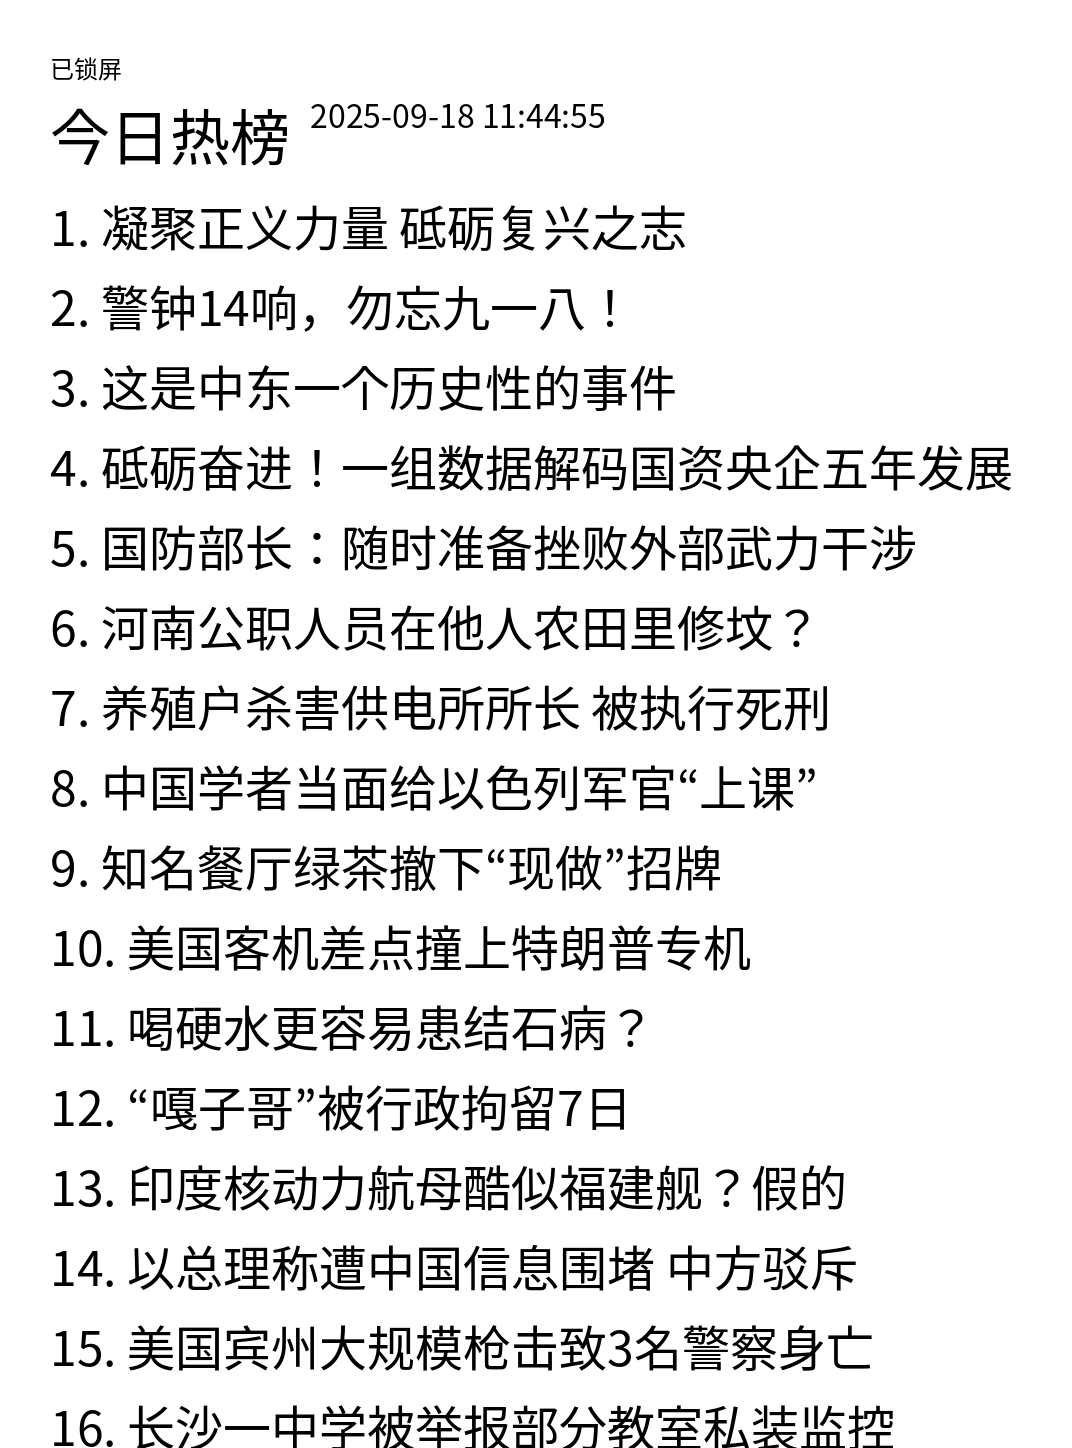 已锁屏
今日热榜 2025-09-18 11:44:55
1. 凝聚正义力量 砥砺复兴之志
2. 警钟14响，勿忘九一八！
3. 这是中东一个历史性的事件
4. 砥砺奋进！一组数据解码国资央企五年发展
5. 国防部长：随时准备挫败外部武力干涉
6. 河南公职人员在他人农田里修坟？
7. 养殖户杀害供电所所长 被执行死刑
8. 中国学者当面给以色列军官“上课”
9. 知名餐厅绿茶撤下“现做”招牌
10. 美国客机差点撞上特朗普专机
11. 喝硬水更容易患结石病？
12. “嘎子哥”被行政拘留7日
13. 印度核动力航母酷似福建舰？假的
14. 以总理称遭中国信息围堵 中方驳斥
15. 美国宾州大规模枪击致3名警察身亡
16. 长沙一中学被举报部分教室私装监控